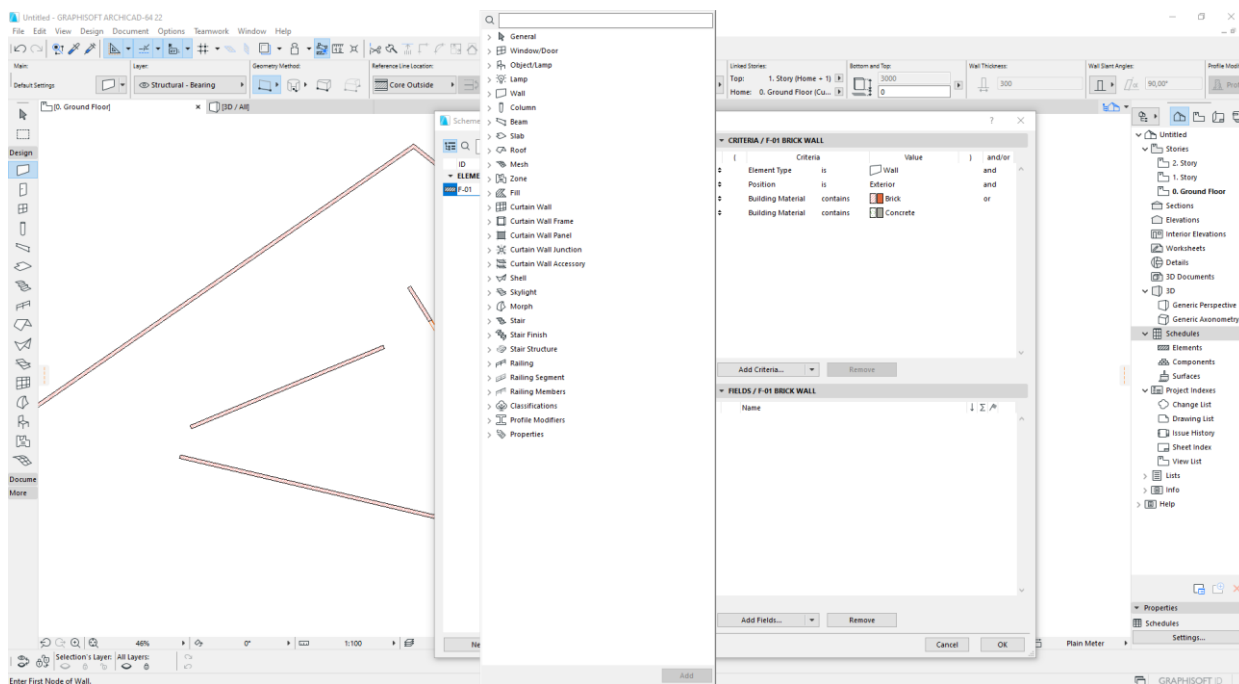 Untitled - GRAPHISOFT ARCHICAD-64 22
File Edit View Design Document Options Teamwork Window Help
Main:
Default Settings
Layer:
Structural - Bearing
Geometry Method:
Reference Line Location:
Core Outside
Linked Stories:
Top: 1. Story (Home + 1)
Home: 0. Ground Floor (Cu...
Bottom and Top:
3000
0
Wall Thickness:
300
Wall Slant Angles:
90,00°
Profile Modi
Prof
[0. Ground Floor]
[3D / All]
Design
Docume
More
Scheme
ID
ELEME
F-01
Ne
General
Window/Door
Object/Lamp
Lamp
Wall
Column
Beam
Slab
Roof
Mesh
Zone
Fill
Curtain Wall
Curtain Wall Frame
Curtain Wall Panel
Curtain Wall Junction
Curtain Wall Accessory
Shell
Skylight
Morph
Stair
Stair Finish
Stair Structure
Railing
Railing Segment
Railing Members
Classifications
Profile Modifiers
Properties
Add
?
CRITERIA / F-01 BRICK WALL
( Criteria Value ) and/or
Element Type is Wall and
Position is Exterior and
Building Material contains Brick or
Building Material contains Concrete
Add Criteria... Remove
FIELDS / F-01 BRICK WALL
Name
Add Fields... Remove
Cancel OK
Untitled
Stories
2. Story
1. Story
0. Ground Floor
Sections
Elevations
Interior Elevations
Worksheets
Details
3D Documents
3D
Generic Perspective
Generic Axonometry
Schedules
Elements
Components
Surfaces
Project Indexes
Change List
Drawing List
Issue History
Sheet Index
View List
Lists
Info
Help
Properties
Schedules
Settings...
46% 0° 1:100
Plain Meter
Selection's Layer: All Layers:
Enter First Node of Wall.
GRAPHISOFT ID